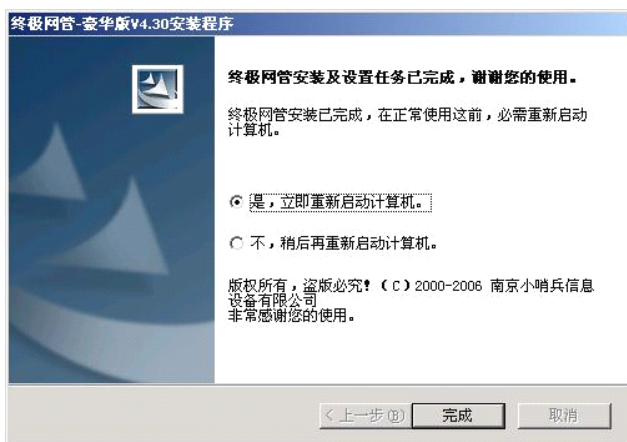 终极网管-豪华版V4.30安装程序
终极网管安装及设置任务已完成，谢谢您的使用。
终极网管安装已完成，在正常使用这前，必需重新启动
计算机。
是，立即重新启动计算机。
不，稍后再重新启动计算机。
版权所有，盗版必究！(C)2000-2006 南京小哨兵信息
设备有限公司
非常感谢您的使用。
< 上一步(B)
完成
取消